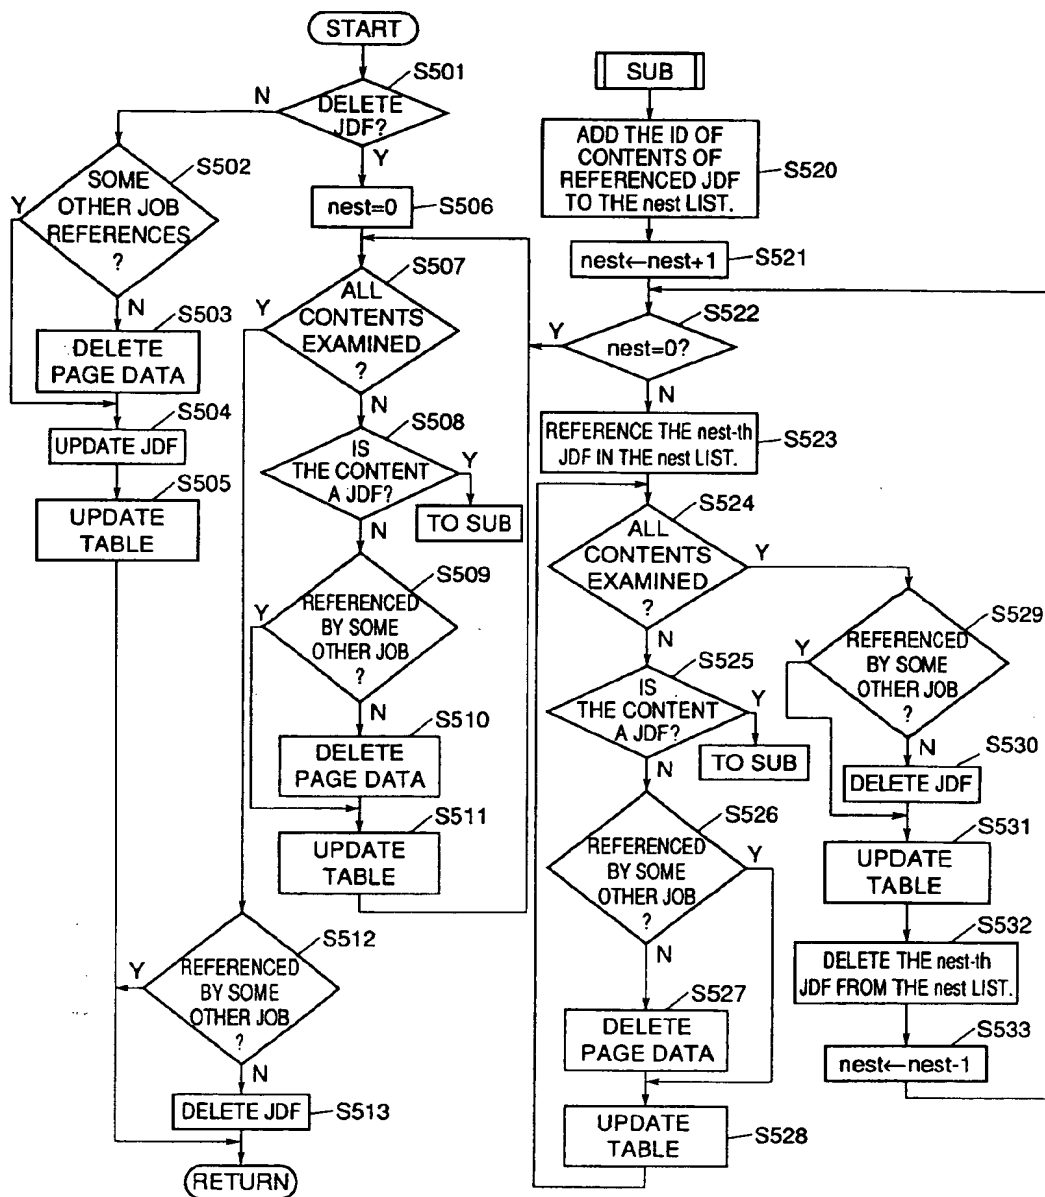 START
S501
N
DELETE
JDF?
Y
S502
Y
SOME
OTHER JOB
REFERENCES
?
N
S503
DELETE
PAGE DATA
S504
UPDATE JDF
S505
UPDATE
TABLE
nest=0
S506
S507
Y
ALL
CONTENTS
EXAMINED
?
N
S508
IS
THE CONTENT
A JDF?
Y
TO SUB
N
S509
Y
REFERENCED
BY SOME
OTHER JOB
?
N
S510
DELETE
PAGE DATA
S511
UPDATE
TABLE
S512
Y
REFERENCED
BY SOME
OTHER JOB
?
N
DELETE JDF
S513
RETURN
SUB
ADD THE ID OF
CONTENTS OF
REFERENCED JDF
TO THE nest LIST.
S520
nest←nest+1
S521
S522
Y
nest=0?
N
REFERENCE THE nest-th
JDF IN THE nest LIST.
S523
S524
ALL
CONTENTS
EXAMINED
?
Y
N
S525
IS
THE CONTENT
A JDF?
Y
TO SUB
N
S526
REFERENCED
BY SOME
OTHER JOB
?
Y
N
S527
DELETE
PAGE DATA
UPDATE
TABLE
S528
S529
Y
REFERENCED
BY SOME
OTHER JOB
?
N
S530
DELETE JDF
S531
UPDATE
TABLE
S532
DELETE THE nest-th
JDF FROM THE nest LIST.
S533
nest←nest-1